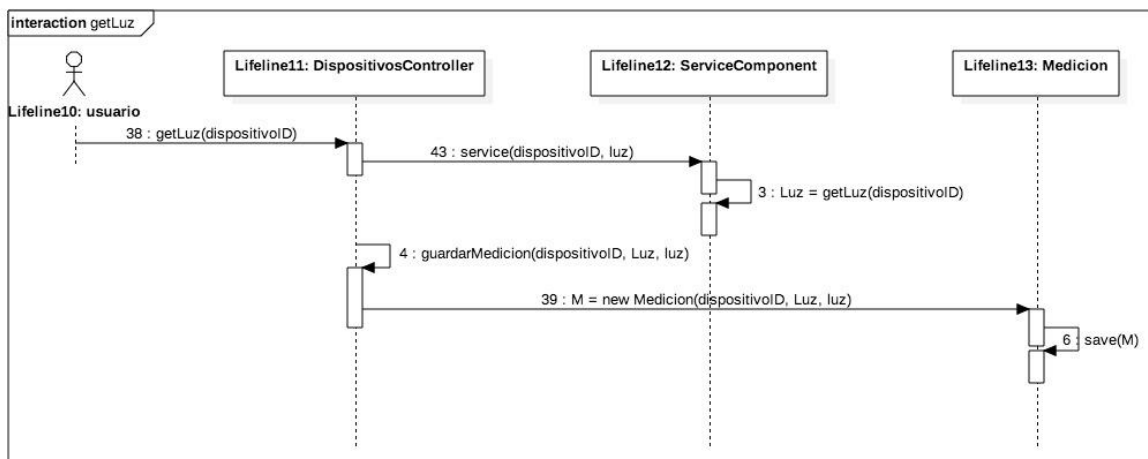 interaction getLuz
Lifeline11: DispositivosController
Lifeline12: ServiceComponent
Lifeline13: Medicion
Lifeline10: usuario
38 : getLuz(dispositivoID)
43 : service(dispositivoID, luz)
3 : Luz = getLuz(dispositivoID)
4 : guardarMedicion(dispositivoID, Luz, luz)
39 : M = new Medicion(dispositivoID, Luz, luz)
6 : save(M)